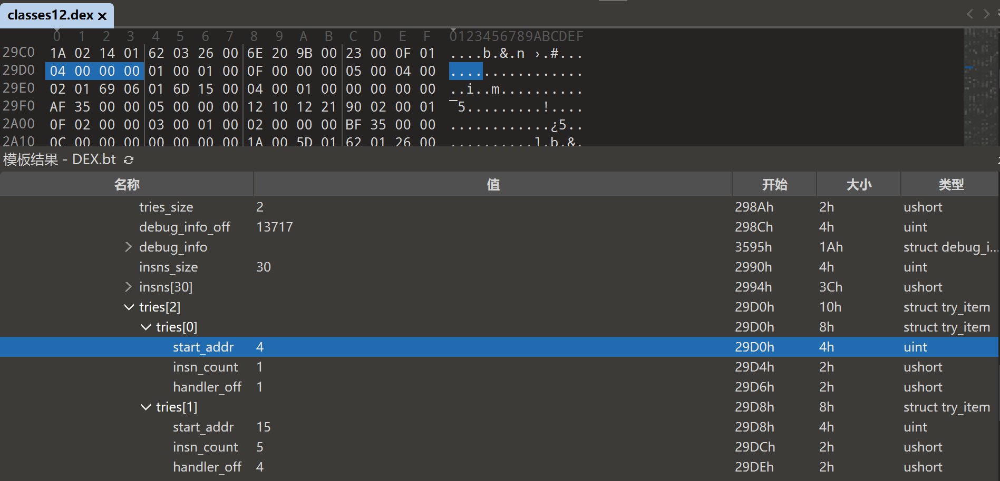 classes12.dex ×
0 1 2 3 4 5 6 7 8 9 A B C D E F 0123456789ABCDEF
29C0 1A 02 14 01 62 03 26 00 6E 20 9B 00 23 00 0F 01 ....b.&.n ›.#...
29D0 04 00 00 00 01 00 01 00 0F 00 00 00 05 00 04 00 ................
29E0 02 01 69 06 01 6D 15 00 04 00 01 00 00 00 00 00 ..i..m..........
29F0 AF 35 00 00 05 00 00 00 12 10 12 21 90 02 00 01 ¯5.........!....
2A00 0F 02 00 00 03 00 01 00 02 00 00 00 BF 35 00 00 ............¿5..
2A10 0C 00 00 00 00 00 00 00 1A 00 5D 01 62 01 26 00 ..........].b.&.
模板结果 - DEX.bt
名称 值 开始 大小 类型
tries_size 2 298Ah 2h ushort
debug_info_off 13717 298Ch 4h uint
debug_info 3595h 1Ah struct debug_i...
insns_size 30 2990h 4h uint
insns[30] 2994h 3Ch ushort
tries[2] 29D0h 10h struct try_item
tries[0] 29D0h 8h struct try_item
start_addr 4 29D0h 4h uint
insn_count 1 29D4h 2h ushort
handler_off 1 29D6h 2h ushort
tries[1] 29D8h 8h struct try_item
start_addr 15 29D8h 4h uint
insn_count 5 29DCh 2h ushort
handler_off 4 29DEh 2h ushort